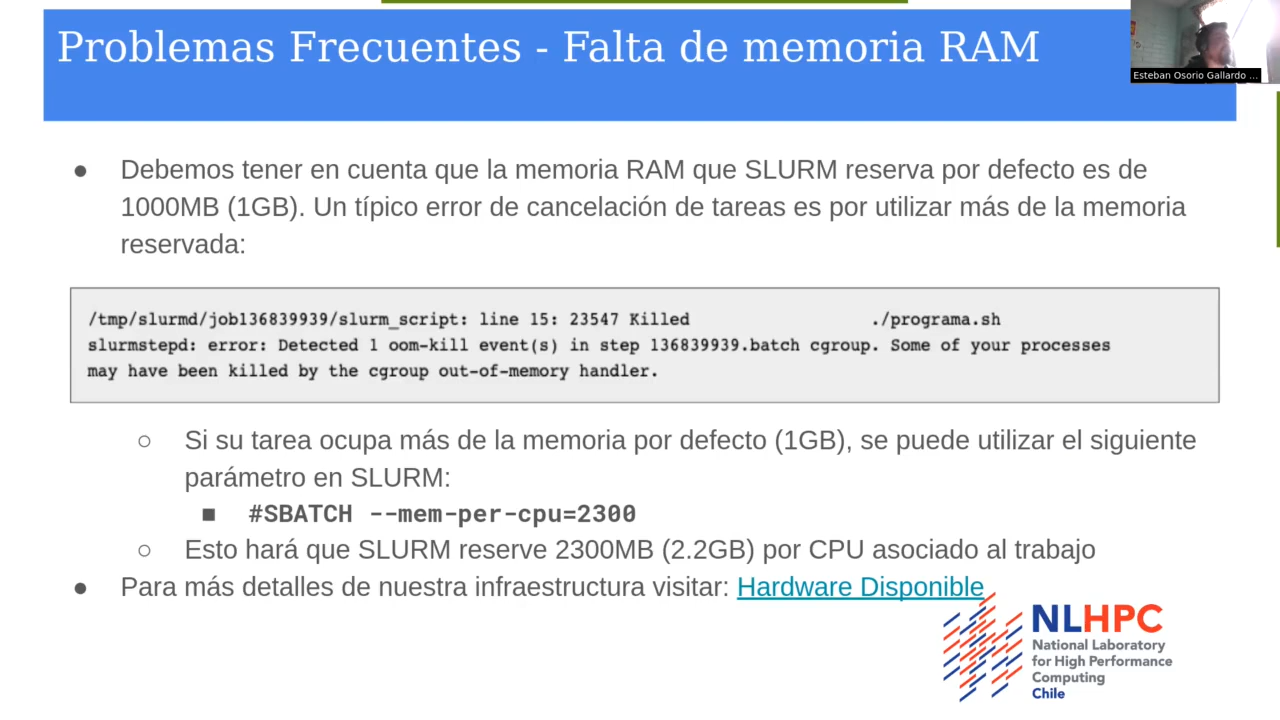 Problemas Frecuentes - Falta de memoria RAM
Esteban Osorio Gallardo ...
● Debemos tener en cuenta que la memoria RAM que SLURM reserva por defecto es de
1000MB (1GB). Un típico error de cancelación de tareas es por utilizar más de la memoria
reservada:
/tmp/slurmd/job136839939/slurm_script: line 15: 23547 Killed ./programa.sh
slurmstepd: error: Detected 1 oom-kill event(s) in step 136839939.batch cgroup. Some of your processes
may have been killed by the cgroup out-of-memory handler.
○ Si su tarea ocupa más de la memoria por defecto (1GB), se puede utilizar el siguiente
parámetro en SLURM:
■ #SBATCH --mem-per-cpu=2300
○ Esto hará que SLURM reserve 2300MB (2.2GB) por CPU asociado al trabajo
● Para más detalles de nuestra infraestructura visitar: Hardware Disponible
NLHPC
National Laboratory
for High Performance
Computing
Chile